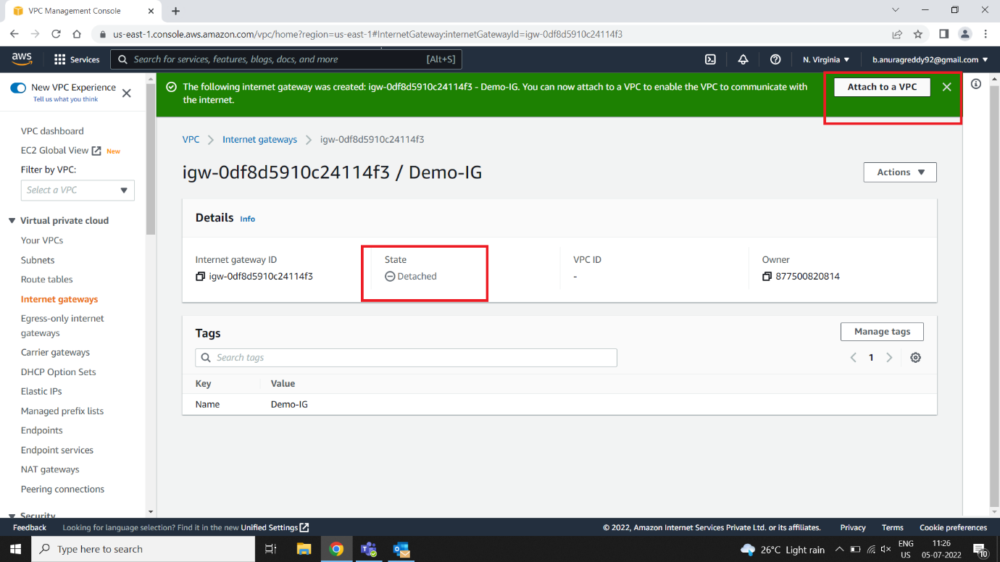 VPC Management Console
us-east-1.console.aws.amazon.com/vpc/home?region=us-east-1#InternetGateway:internetGatewayId=igw-0df8d5910c24114f3
aws
Services
Search for services, features, blogs, docs, and more
[Alt+S]
N. Virginia
b.anuragreddy92@gmail.com
New VPC Experience
Tell us what you think
VPC dashboard
EC2 Global View New
Filter by VPC:
Select a VPC
Virtual private cloud
Your VPCs
Subnets
Route tables
Internet gateways
Egress-only internet
gateways
Carrier gateways
DHCP Option Sets
Elastic IPs
Managed prefix lists
Endpoints
Endpoint services
NAT gateways
Peering connections
Security
The following internet gateway was created: igw-0df8d5910c24114f3 - Demo-IG. You can now attach to a VPC to enable the VPC to communicate with
the internet.
Attach to a VPC
VPC
Internet gateways
igw-0df8d5910c24114f3
igw-0df8d5910c24114f3 / Demo-IG
Actions
Details Info
Internet gateway ID
igw-0df8d5910c24114f3
State
Detached
VPC ID
-
Owner
877500820814
Tags
Manage tags
Search tags
1
Key Value
Name Demo-IG
Feedback
Looking for language selection? Find it in the new Unified Settings
© 2022, Amazon Internet Services Private Ltd. or its affiliates.
Privacy
Terms
Cookie preferences
Type here to search
26°C Light rain
ENG
US
11:26
05-07-2022
10